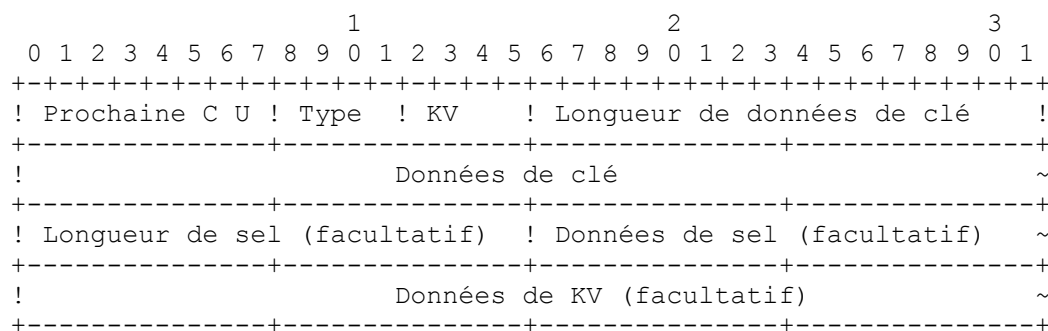 1                   2                   3
 0 1 2 3 4 5 6 7 8 9 0 1 2 3 4 5 6 7 8 9 0 1 2 3 4 5 6 7 8 9 0 1
+-+-+-+-+-+-+-+-+-+-+-+-+-+-+-+-+-+-+-+-+-+-+-+-+-+-+-+-+-+-+-+-+
! Prochaine C U ! Type  ! KV    ! Longueur de données de clé    !
+---------------+---------------+---------------+---------------+
!                       Données de clé                          ~
+---------------+---------------+---------------+---------------+
! Longueur de sel (facultatif)  ! Données de sel (facultatif)   ~
+---------------+---------------+---------------+---------------+
!                       Données de KV (facultatif)              ~
+---------------+---------------+---------------+---------------+